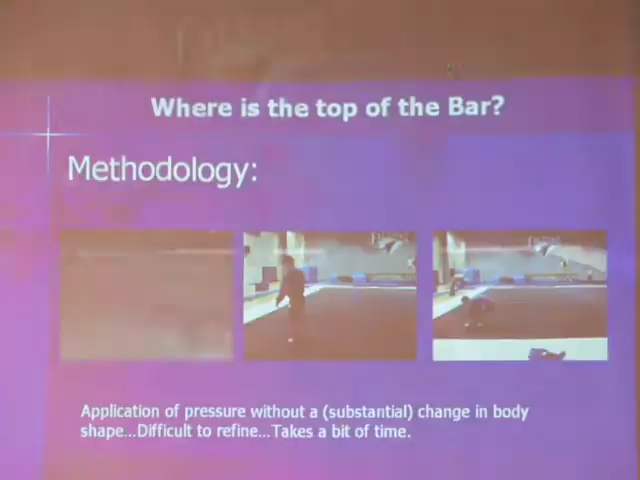 Where is the top of the Bar?
Methodology:
Application of pressure without a (substantial) change in body
shape...Difficult to refine...Takes a bit of time.